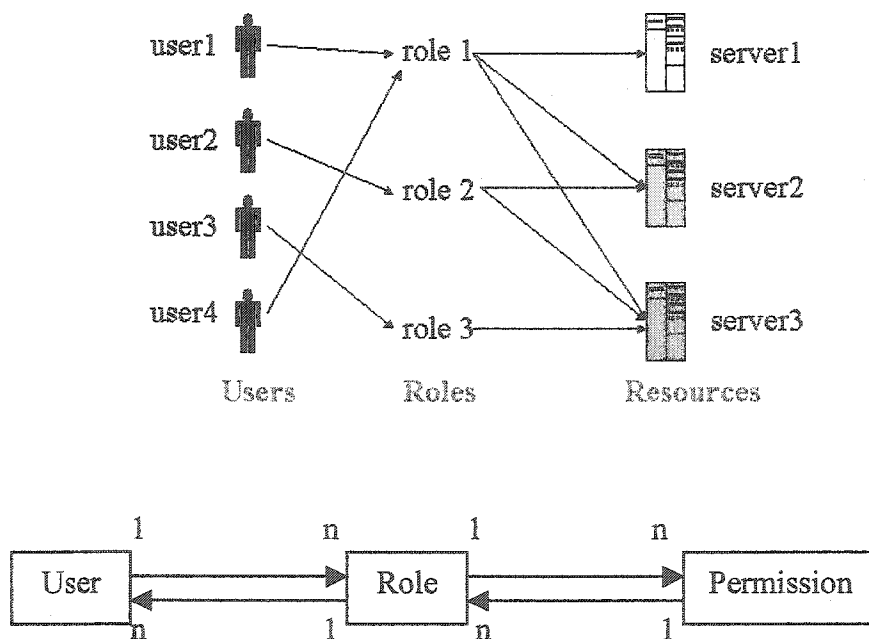 user1
role 1
server1
user2
role 2
server2
user3
user4
role 3
server3
Users
Roles
Resources
1 n 1 n
User
Role
Permission
n 1 n 1